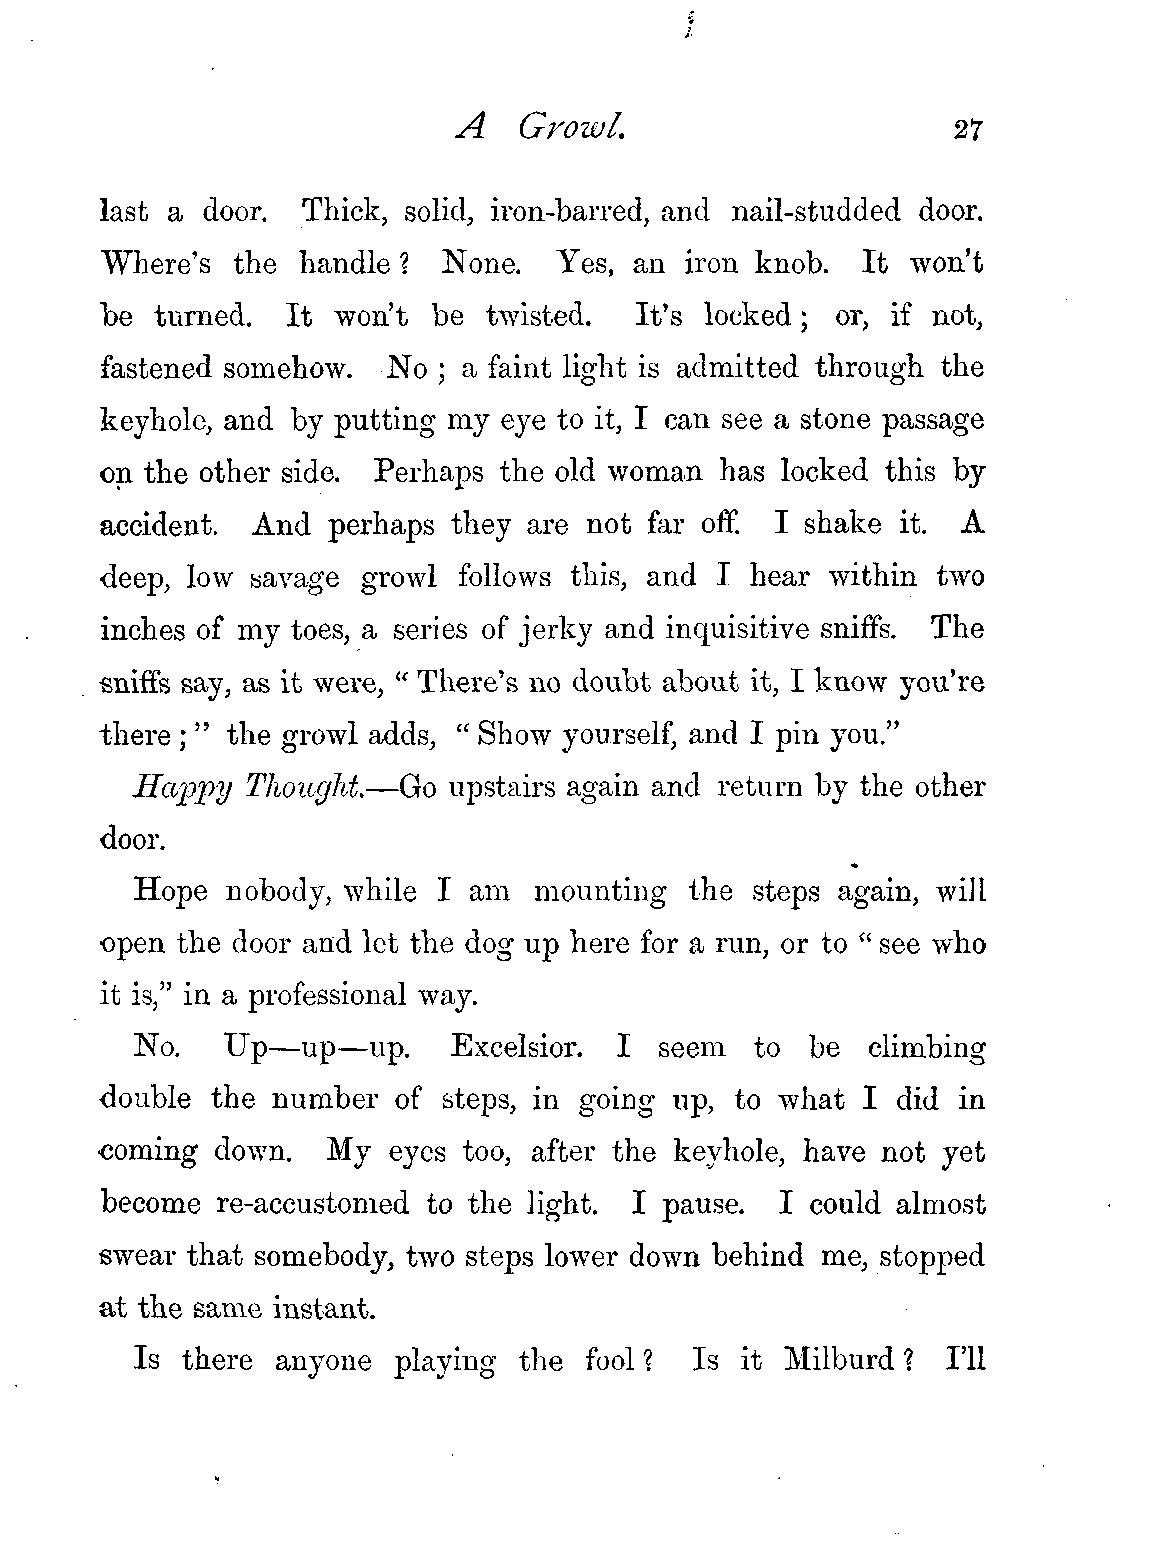 A Growl. 27
last a door. Thick, solid, iron-barred, and nail-studded door.
Where's the handle? None. Yes, an iron knob. It won't
be turned. It won't be twisted. It's locked; or, if not,
fastened somehow. No; a faint light is admitted through the
keyhole, and by putting my eye to it, I can see a stone passage
on the other side. Perhaps the old woman has locked this by
accident. And perhaps they are not far off. I shake it. A
deep, low savage growl follows this, and I hear within two
inches of my toes, a series of jerky and inquisitive sniffs. The
sniffs say, as it were, “There's no doubt about it, I know you're
there;” the growl adds, “Show yourself, and I pin you.”
Happy Thought.—Go upstairs again and return by the other
door.
Hope nobody, while I am mounting the steps again, will
open the door and let the dog up here for a run, or to “see who
it is,” in a professional way.
No. Up—up—up. Excelsior. I seem to be climbing
double the number of steps, in going up, to what I did in
coming down. My eyes too, after the keyhole, have not yet
become re-accustomed to the light. I pause. I could almost
swear that somebody, two steps lower down behind me, stopped
at the same instant.
Is there anyone playing the fool? Is it Milburd? I'll